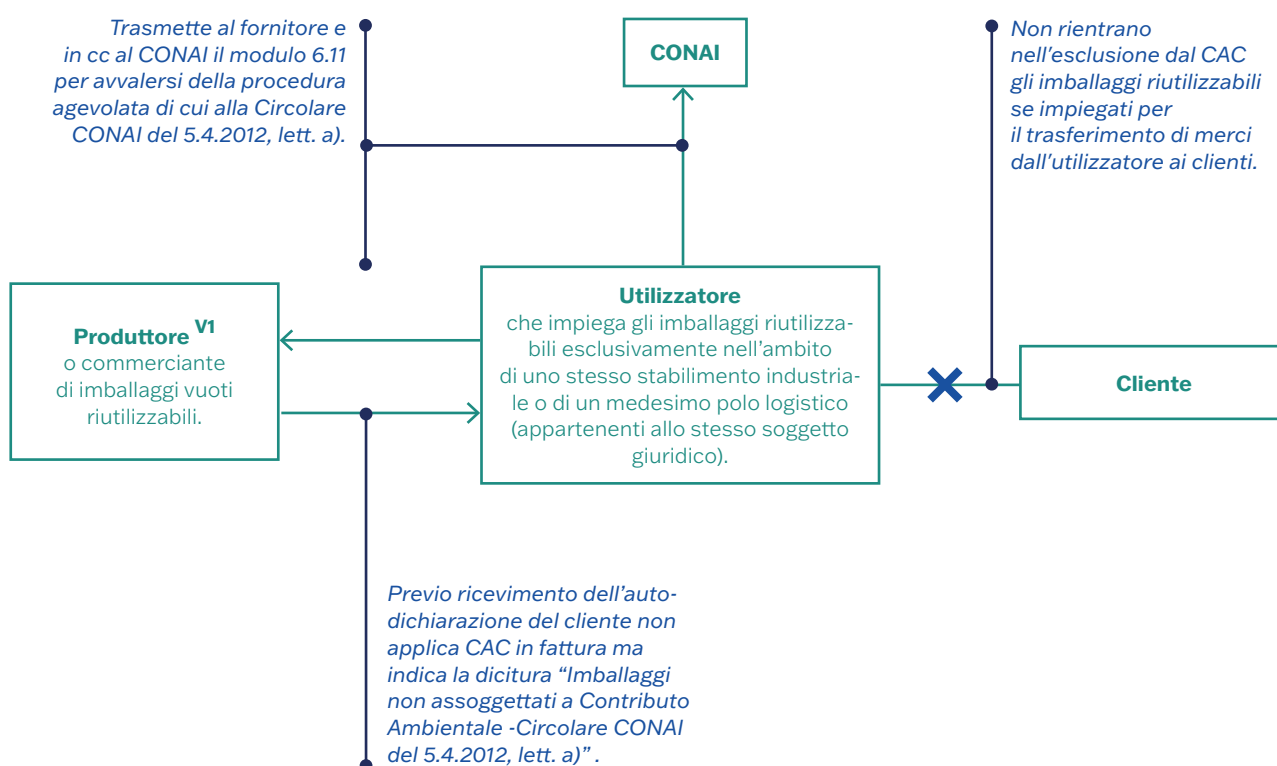 Trasmette al fornitore e
in cc al CONAI il modulo 6.11
per avvalersi della procedura
agevolata di cui alla Circolare
CONAI del 5.4.2012, lett. a).
CONAI
Non rientrano
nell'esclusione dal CAC
gli imballaggi riutilizzabili
se impiegati per
il trasferimento di merci
dall'utilizzatore ai clienti.
Produttore V1
o commerciante
di imballaggi vuoti
riutilizzabili.
Utilizzatore
che impiega gli imballaggi riutilizza-
bili esclusivamente nell'ambito
di uno stesso stabilimento industria-
le o di un medesimo polo logistico
(appartenenti allo stesso soggetto
giuridico).
Cliente
Previo ricevimento dell'auto-
dichiarazione del cliente non
applica CAC in fattura ma
indica la dicitura “Imballaggi
non assoggettati a Contributo
Ambientale -Circolare CONAI
del 5.4.2012, lett. a)” .